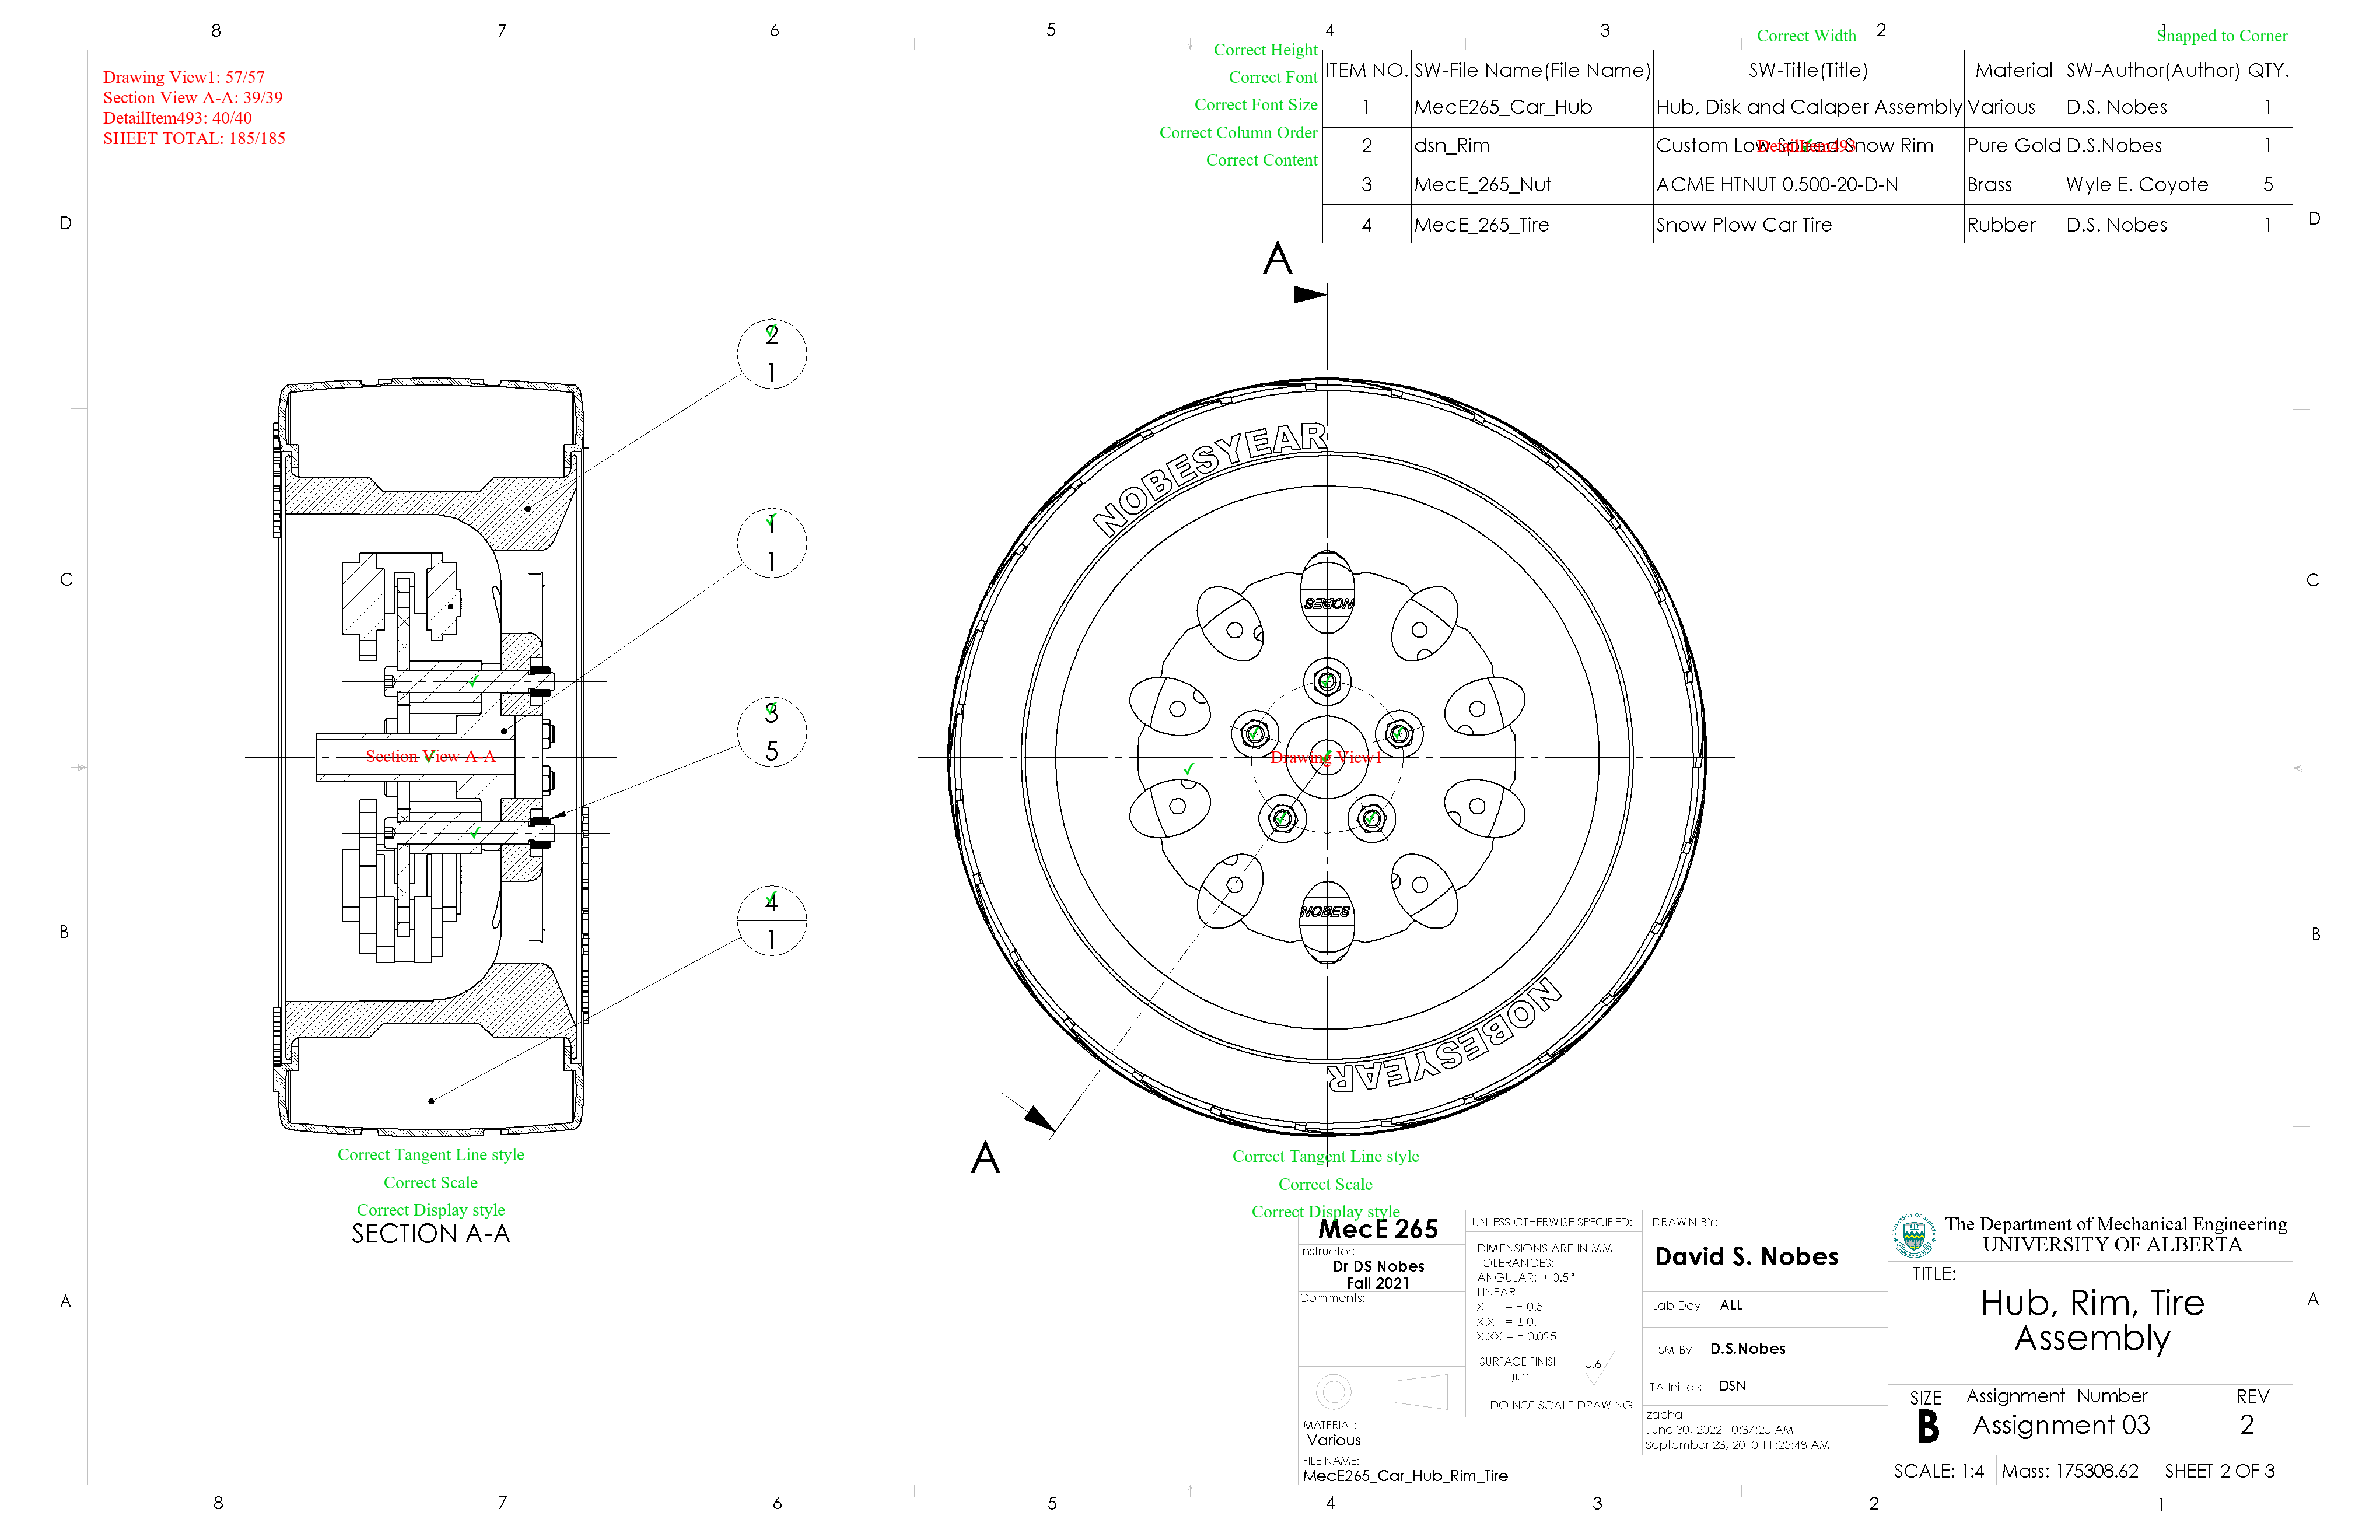 8 7 6 5 4 3 2 1
Correct Height
Correct Width
Snapped to Corner
Drawing View1: 57/57
Section View A-A: 39/39
DetailItem493: 40/40
SHEET TOTAL: 185/185
Correct Font
Correct Font Size
Correct Column Order
Correct Content
ITEM NO. SW-File Name(File Name) SW-Title(Title) Material SW-Author(Author) QTY.
1 MecE265_Car_Hub Hub, Disk and Calaper Assembly Various D.S. Nobes 1
2 dsn_Rim Custom Low Speed Snow Rim Pure Gold D.S.Nobes 1
DetailItem493
3 MecE_265_Nut ACME HTNUT 0.500-20-D-N Brass Wyle E. Coyote 5
4 MecE_265_Tire Snow Plow Car Tire Rubber D.S. Nobes 1
D D
A
2
1
NOBESYEAR
1
1
C C
NOBES
3
5
Section View A-A
Drawing View1
4
1
NOBES
B B
NOBESYEAR
A
Correct Tangent Line style
Correct Scale
Correct Display style
SECTION A-A
Correct Tangent Line style
Correct Scale
Correct Display style
MecE 265
Instructor:
Dr DS Nobes
Fall 2021
Comments:
UNLESS OTHERWISE SPECIFIED:
DIMENSIONS ARE IN MM
TOLERANCES:
ANGULAR: ± 0.5°
LINEAR
X = ± 0.5
X.X = ± 0.1
X.XX = ± 0.025
SURFACE FINISH 0.6
µm
DO NOT SCALE DRAWING
MATERIAL:
Various
FILE NAME:
MecE265_Car_Hub_Rim_Tire
DRAWN BY:
David S. Nobes
Lab Day ALL
SM By D.S.Nobes
TA Initials DSN
zacha
June 30, 2022 10:37:20 AM
September 23, 2010 11:25:48 AM
UNIVERSITY OF ALBERTA
The Department of Mechanical Engineering
UNIVERSITY OF ALBERTA
TITLE:
Hub, Rim, Tire
Assembly
SIZE
B
Assignment Number
Assignment 03
REV
2
SCALE: 1:4 Mass: 175308.62 SHEET 2 OF 3
A A
8 7 6 5 4 3 2 1